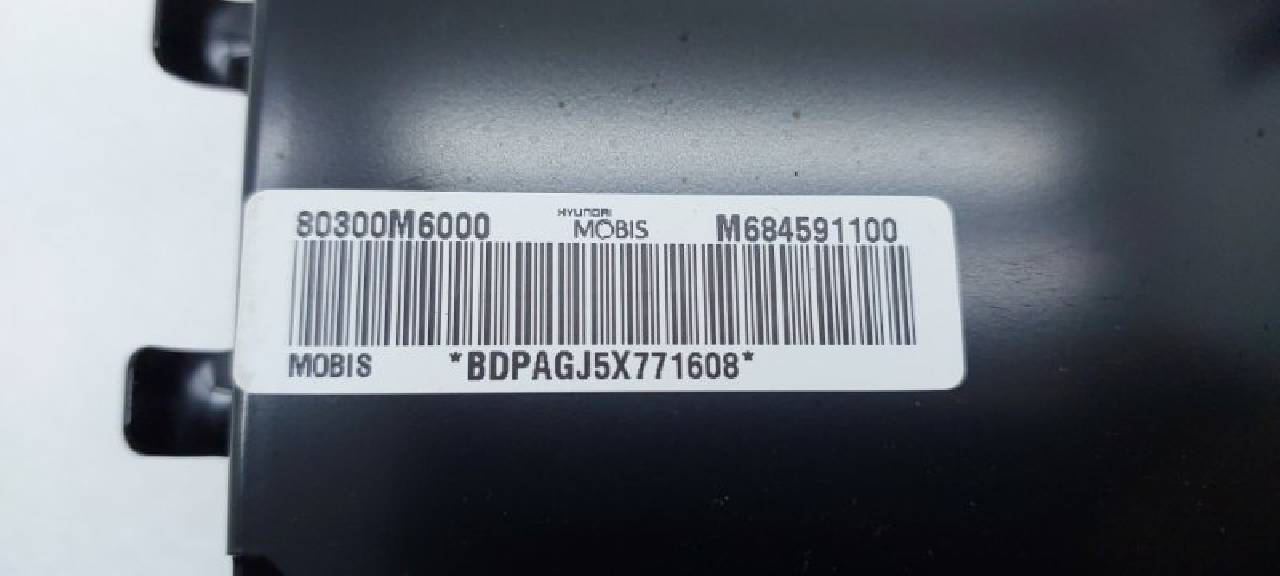 80300M6000 HYUNDAI MOBIS M684591100
MOBIS *BDPAGJ5X771608*